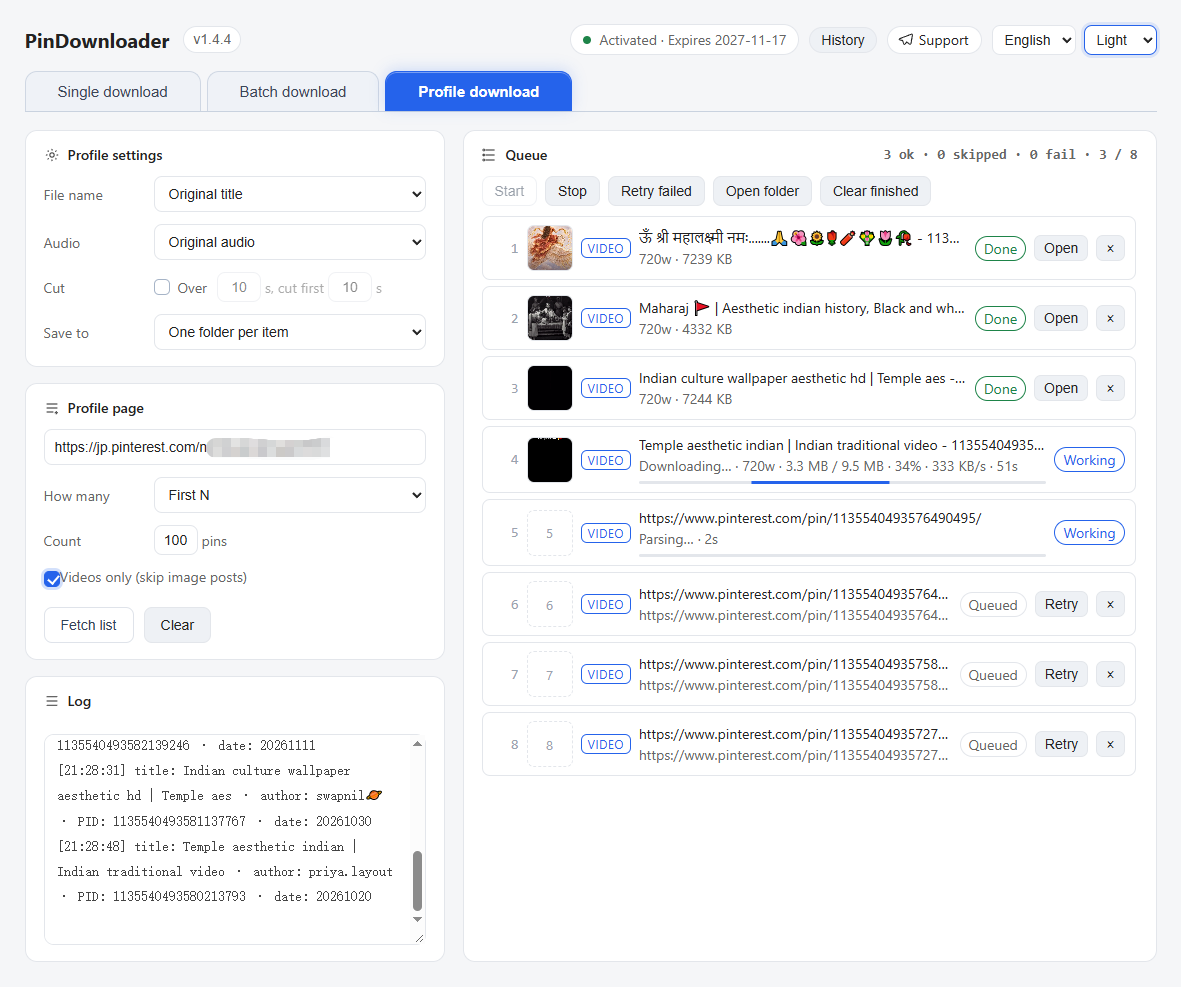 PinDownloader v1.4.4
Activated · Expires 2027-11-17 History Support English Light
Single download Batch download Profile download
Profile settings
File name Original title
Audio Original audio
Cut Over 10 s, cut first 10 s
Save to One folder per item
Profile page
https://jp.pinterest.com/n
How many First N
Count 100 pins
Videos only (skip image posts)
Fetch list Clear
Log
1135540493582139246 · date: 20261111
[21:28:31] title: Indian culture wallpaper
aesthetic hd | Temple aes · author: swapnil🪐
· PID: 1135540493581137767 · date: 20261030
[21:28:48] title: Temple aesthetic indian |
Indian traditional video · author: priya.layout
· PID: 1135540493580213793 · date: 20261020
Queue 3 ok · 0 skipped · 0 fail · 3 / 8
Start Stop Retry failed Open folder Clear finished
1 VIDEO ॐ श्री महालक्ष्मी नमः.......🙏🌺🌻🌹🧨💐🌷🥀 - 113... Done Open x
720w · 7239 KB
2 VIDEO Maharaj 🚩 | Aesthetic indian history, Black and wh... Done Open x
720w · 4332 KB
3 VIDEO Indian culture wallpaper aesthetic hd | Temple aes -... Done Open x
720w · 7244 KB
4 VIDEO Temple aesthetic indian | Indian traditional video - 11355404935... Working
Downloading... · 720w · 3.3 MB / 9.5 MB · 34% · 333 KB/s · 51s
5 5 VIDEO https://www.pinterest.com/pin/1135540493576490495/ Working
Parsing... · 2s
6 6 VIDEO https://www.pinterest.com/pin/11355404935764... Queued Retry x
https://www.pinterest.com/pin/11355404935764...
7 7 VIDEO https://www.pinterest.com/pin/11355404935758... Queued Retry x
https://www.pinterest.com/pin/11355404935758...
8 8 VIDEO https://www.pinterest.com/pin/11355404935727... Queued Retry x
https://www.pinterest.com/pin/11355404935727...